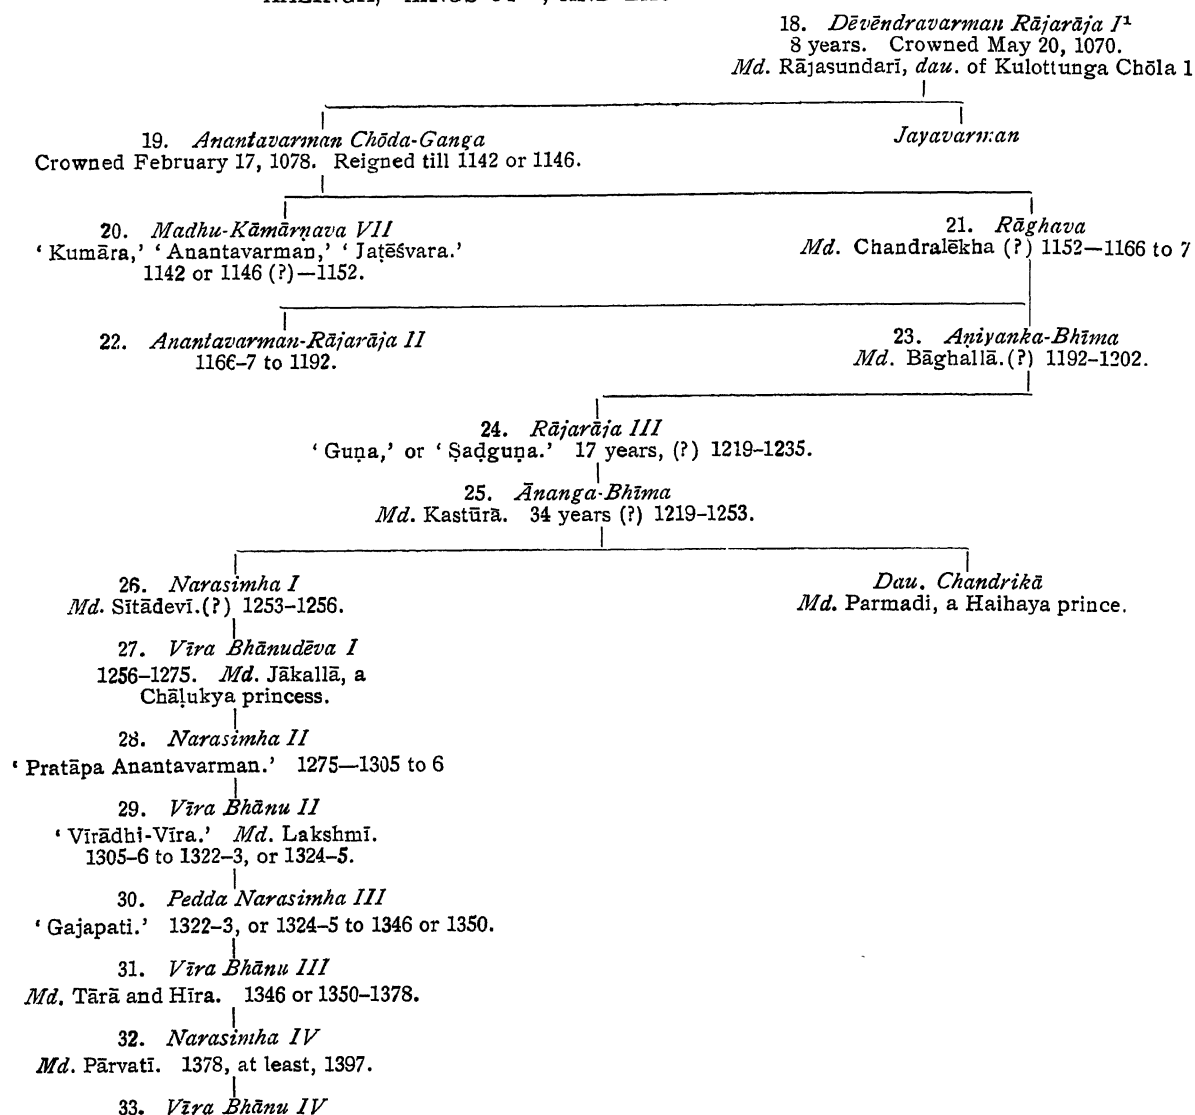 18. Dēvēndravarman Rājarāja I¹
8 years. Crowned May 20, 1070.
Md. Rājasundarī, dau. of Kulottunga Chōla 1
19. Anantavarman Chōda-Ganga
Crowned February 17, 1078. Reigned till 1142 or 1146.
Jayavarman
20. Madhu-Kāmārṇava VII
‘ Kumāra,’ ‘ Anantavarman,’ ‘ Jaṭēśvara.’
1142 or 1146 (?)—1152.
21. Rāghava
Md. Chandralēkha (?) 1152—1166 to 7
22. Anantavarman-Rājarāja II
1166–7 to 1192.
23. Aṇiyanka-Bhīma
Md. Bāghallā.(?) 1192–1202.
24. Rājarāja III
‘ Guṇa,’ or ‘ Ṣaḍguṇa.’ 17 years, (?) 1219–1235.
25. Ānanga-Bhīma
Md. Kastūrā. 34 years (?) 1219–1253.
26. Narasimha I
Md. Sītādevī.(?) 1253–1256.
Dau. Chandrikā
Md. Parmadi, a Haihaya prince.
27. Vīra Bhānudēva I
1256–1275. Md. Jākallā, a
Chāḷukya princess.
28. Narasimha II
‘ Pratāpa Anantavarman.’ 1275—1305 to 6
29. Vīra Bhānu II
‘ Vīrādhi-Vīra.’ Md. Lakshmī.
1305–6 to 1322–3, or 1324–5.
30. Pedda Narasimha III
‘ Gajapati.’ 1322–3, or 1324–5 to 1346 or 1350.
31. Vīra Bhānu III
Md. Tārā and Hīra. 1346 or 1350–1378.
32. Narasimha IV
Md. Pārvatī. 1378, at least, 1397.
33. Vīra Bhānu IV